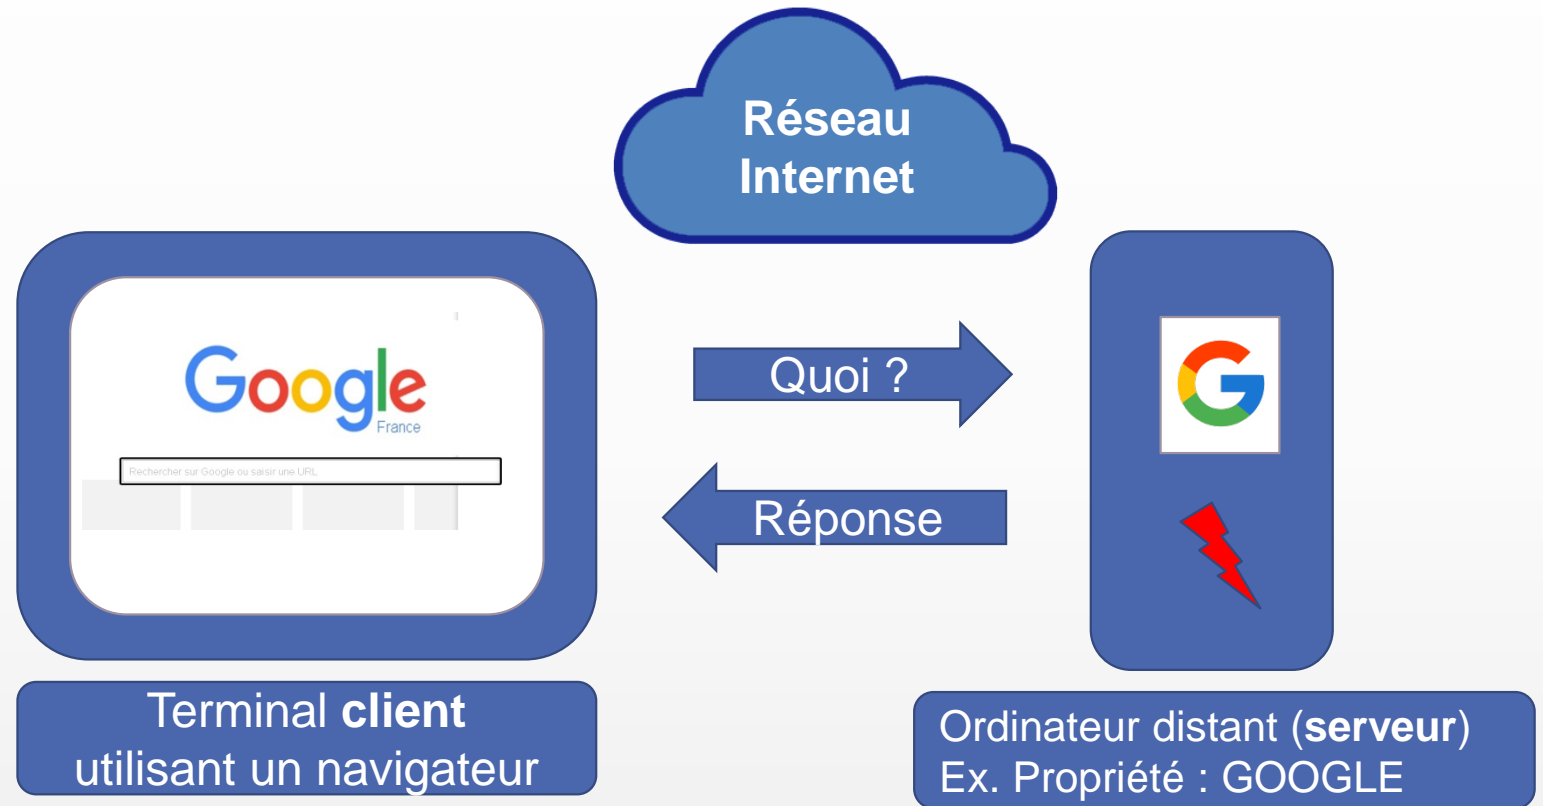 Réseau
Internet
Google
France
Rechercher sur Google ou saisir une URL
Quoi ?
G
Réponse
Terminal client
utilisant un navigateur
Ordinateur distant (serveur)
Ex. Propriété : GOOGLE